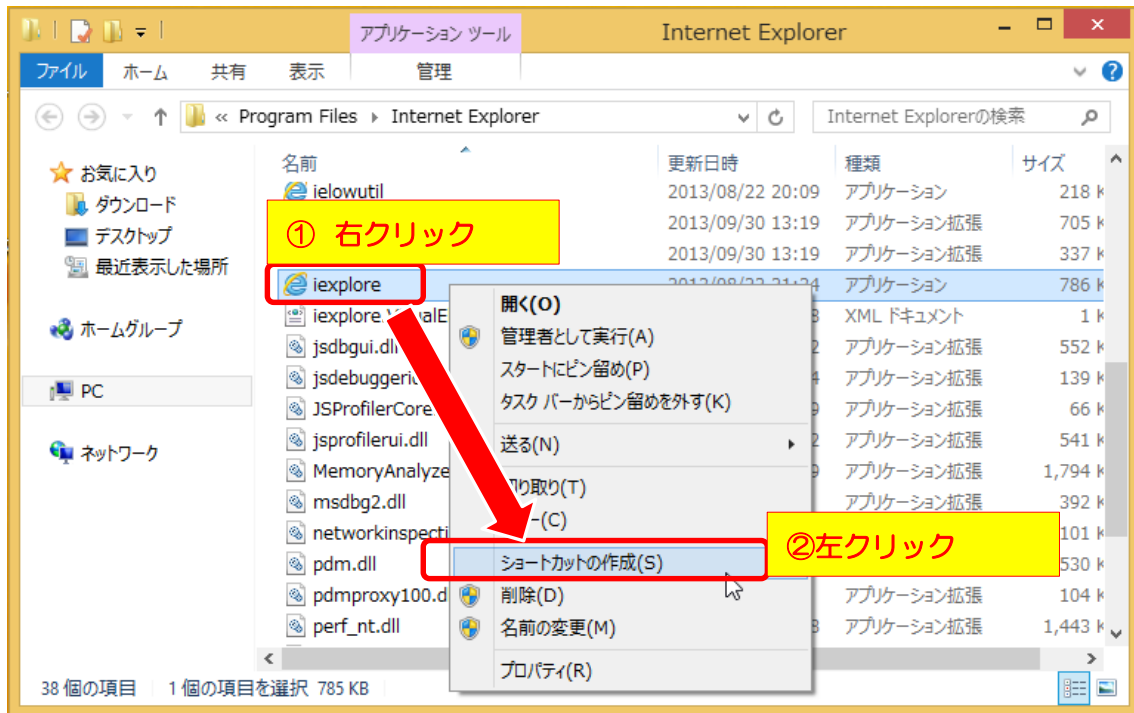 アプリケーション ツール
Internet Explorer
ファイル
ホーム
共有
表示
管理
« Program Files Internet Explorer
Internet Explorerの検索
名前
更新日時
種類
サイズ
お気に入り
ダウンロード
デスクトップ
最近表示した場所
ホームグループ
PC
ネットワーク
ielowutil 2013/08/22 20:09 アプリケーション 218 K
① 右クリック
2013/09/30 13:19 アプリケーション拡張 705 K
2013/09/30 13:19 アプリケーション拡張 337 K
iexplore アプリケーション 786 K
iexplore XML ドキュメント 1 K
jsdbgui.dll アプリケーション拡張 552 K
アプリケーション拡張 139 K
JSProfilerCore アプリケーション拡張 66 K
jsprofilerui.dll アプリケーション拡張 541 K
MemoryAnalyze アプリケーション拡張 1,794 K
msdbg2.dll アプリケーション拡張 392 K
networkinspecti 101 K
pdm.dll 530 K
pdmproxy100.d アプリケーション拡張 104 K
perf_nt.dll アプリケーション拡張 1,443 K
開く(O)
管理者として実行(A)
スタートにピン留め(P)
タスク バーからピン留めを外す(K)
送る(N)
切り取り(T)
ー(C)
ショートカットの作成(S)
②左クリック
削除(D)
名前の変更(M)
プロパティ(R)
38 個の項目 1 個の項目を選択 785 KB